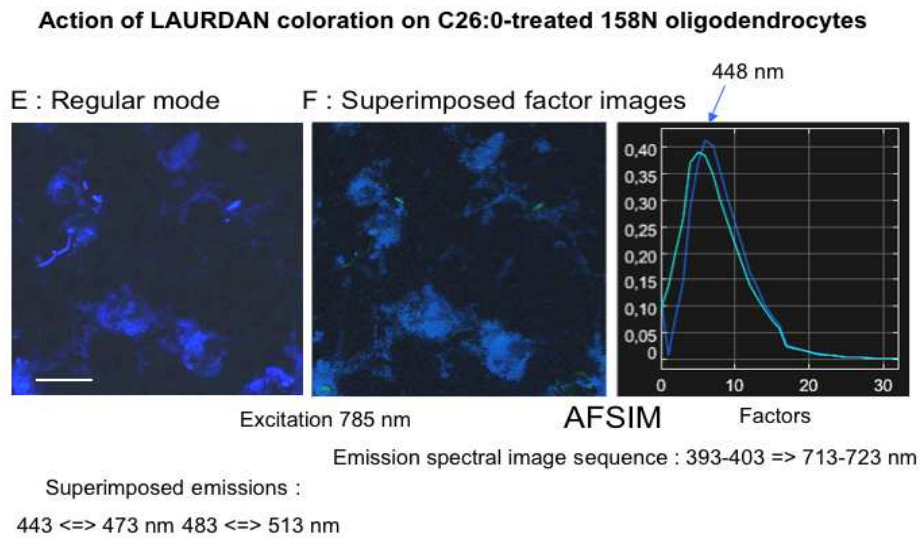 Action of LAURDAN coloration on C26:0-treated 158N oligodendrocytes
448 nm
E : Regular mode
F : Superimposed factor images
0,40
0,35
0,30
0,25
0,20
0,15
0,10
0,05
0
0 10 20 30
Excitation 785 nm
AFSIM
Factors
Emission spectral image sequence : 393-403 => 713-723 nm
Superimposed emissions :
443 <=> 473 nm 483 <=> 513 nm